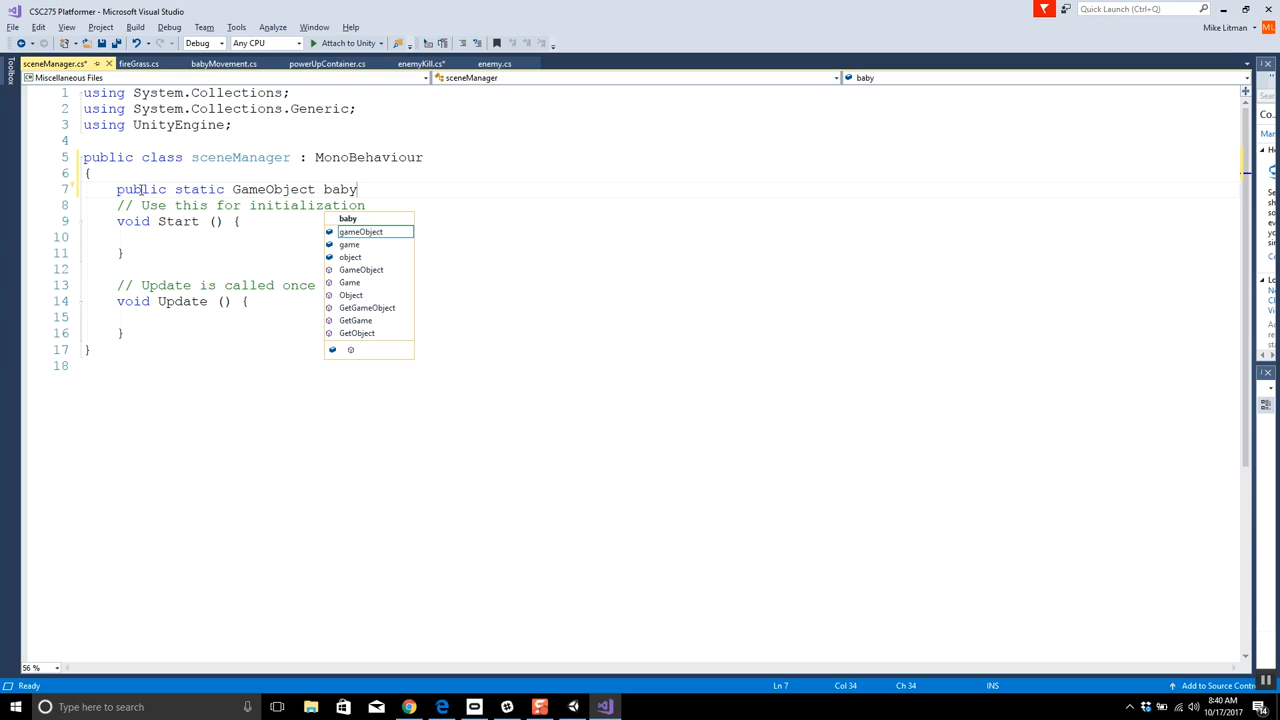 CSC275 Platformer - Microsoft Visual Studio
Quick Launch (Ctrl+Q)
File Edit View Project Build Debug Team Tools Analyze Window Help
Mike Litman ML
Debug Any CPU Attach to Unity
Toolbox
sceneManager.cs* fireGrass.cs babyMovement.cs powerUpContainer.cs enemyKill.cs* enemy.cs
Miscellaneous Files sceneManager baby
1 using System.Collections;
2 using System.Collections.Generic;
3 using UnityEngine;
4
5 public class sceneManager : MonoBehaviour
6 {
7 public static GameObject baby
8 // Use this for initialization
9 void Start () {
10
11 }
12
13 // Update is called once
14 void Update () {
15
16 }
17 }
18
baby
gameObject
game
object
GameObject
Game
Object
GetGameObject
GetGame
GetObject
56 %
Ready Ln 7 Col 34 Ch 34 INS Add to Source Contr
Type here to search
8:40 AM
10/17/2017
14